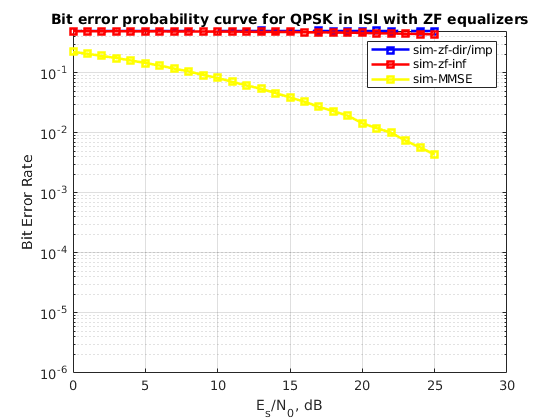 Bit error probability curve for QPSK in ISI with ZF equalizers
sim-zf-dir/imp
sim-zf-inf
sim-MMSE
10^-1
10^-2
10^-3
10^-4
10^-5
10^-6
Bit Error Rate
0 5 10 15 20 25 30
E_s/N_0, dB